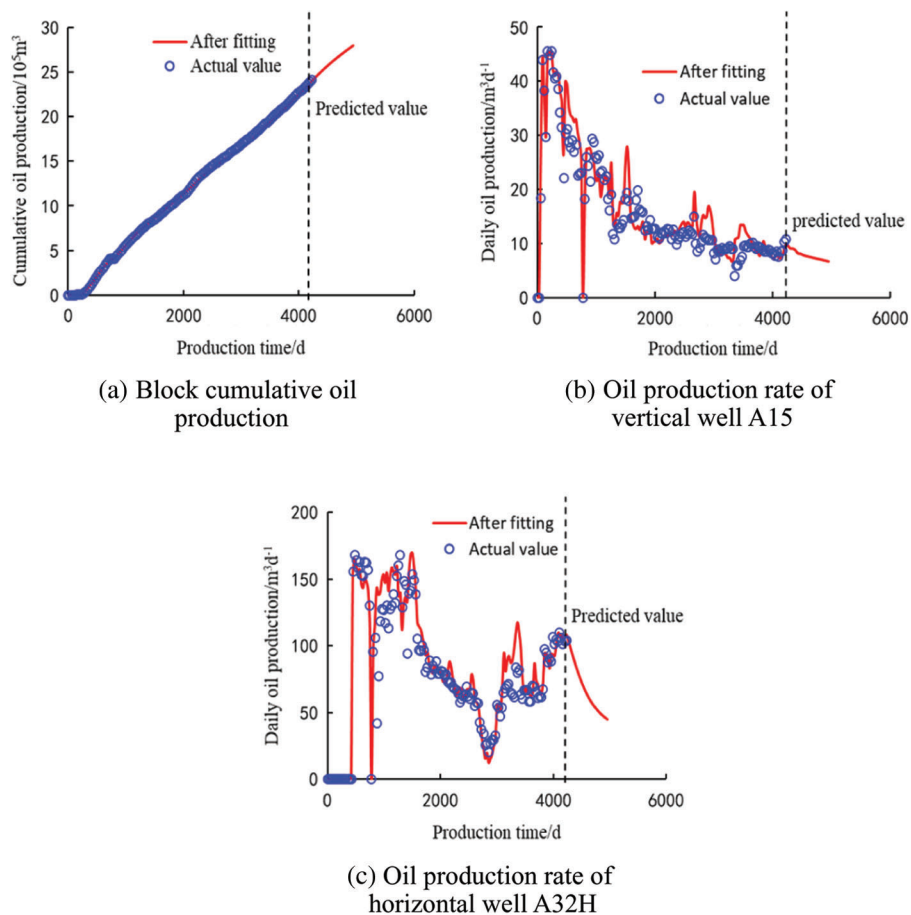 30
25
20
15
10
5
0
Cumulative oil production/10⁵m³
After fitting
Actual value
Predicted value
0 2000 4000 6000
Production time/d
(a) Block cumulative oil
production
50
40
30
20
10
0
Daily oil production/m³d⁻¹
After fitting
Actual value
predicted value
0 2000 4000 6000
Production time/d
(b) Oil production rate of
vertical well A15
200
150
100
50
0
Daily oil production/m³d⁻¹
After fitting
Actual value
Predicted value
0 2000 4000 6000
Production time/d
(c) Oil production rate of
horizontal well A32H